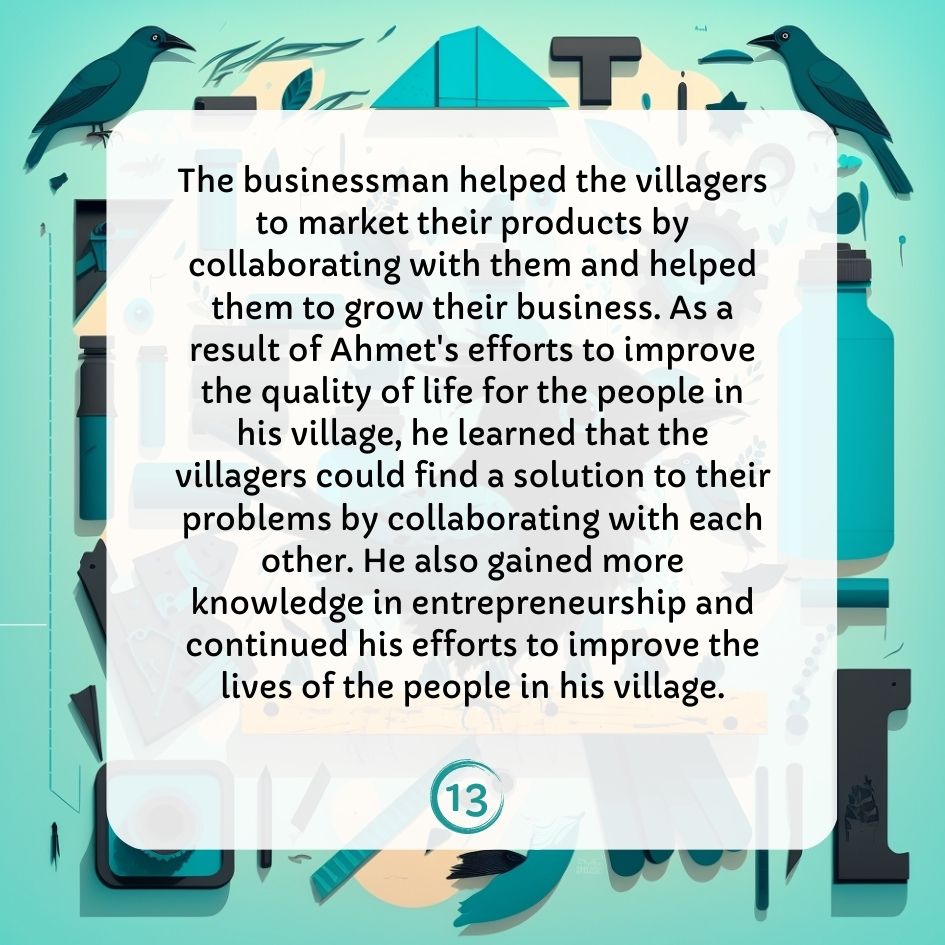 The businessman helped the villagers
to market their products by
collaborating with them and helped
them to grow their business. As a
result of Ahmet's efforts to improve
the quality of life for the people in
his village, he learned that the
villagers could find a solution to their
problems by collaborating with each
other. He also gained more
knowledge in entrepreneurship and
continued his efforts to improve the
lives of the people in his village.
13